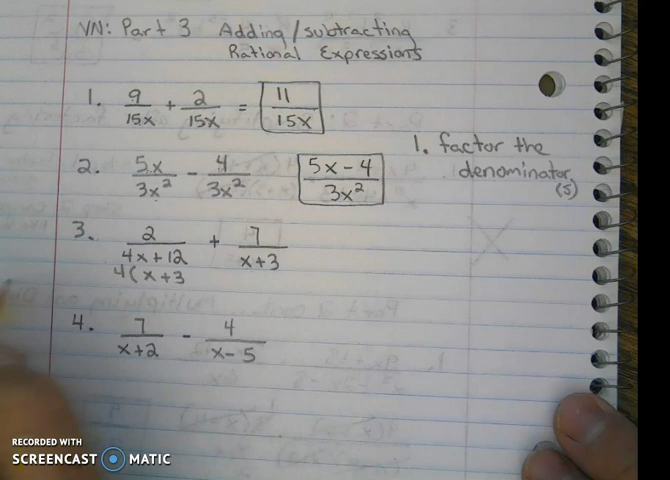 VN: Part 3 Adding/subtracting
Rational Expressions
1. 9/15x + 2/15x = 11/15x
1. factor the
denominator
(s)
2. 5x/3x² - 4/3x² 5x-4/3x²
3. 2/4x+12 + 7/x+3
4(x+3
4. 7/x+2 - 4/x-5
RECORDED WITH
SCREENCAST MATIC